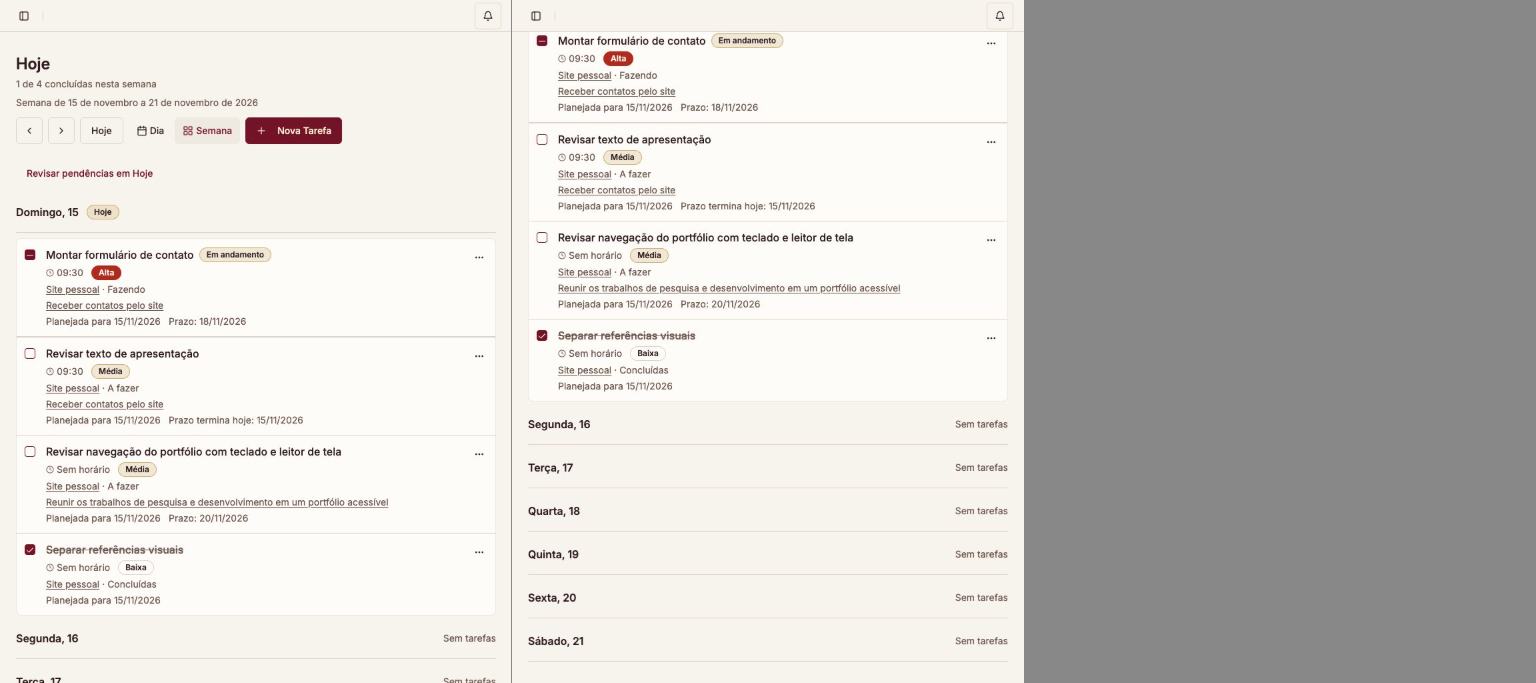 Hoje
1 de 4 concluídas nesta semana
Semana de 15 de novembro a 21 de novembro de 2026
Hoje Dia Semana Nova Tarefa
Revisar pendências em Hoje
Domingo, 15 Hoje
Montar formulário de contato Em andamento
09:30 Alta
Site pessoal · Fazendo
Receber contatos pelo site
Planejada para 15/11/2026 Prazo: 18/11/2026
Revisar texto de apresentação
09:30 Média
Site pessoal · A fazer
Receber contatos pelo site
Planejada para 15/11/2026 Prazo termina hoje: 15/11/2026
Revisar navegação do portfólio com teclado e leitor de tela
Sem horário Média
Site pessoal · A fazer
Reunir os trabalhos de pesquisa e desenvolvimento em um portfólio acessível
Planejada para 15/11/2026 Prazo: 20/11/2026
Separar referências visuais
Sem horário Baixa
Site pessoal · Concluídas
Planejada para 15/11/2026
Segunda, 16 Sem tarefas
Terça, 17 Sem tarefas
Montar formulário de contato Em andamento
09:30 Alta
Site pessoal · Fazendo
Receber contatos pelo site
Planejada para 15/11/2026 Prazo: 18/11/2026
Revisar texto de apresentação
09:30 Média
Site pessoal · A fazer
Receber contatos pelo site
Planejada para 15/11/2026 Prazo termina hoje: 15/11/2026
Revisar navegação do portfólio com teclado e leitor de tela
Sem horário Média
Site pessoal · A fazer
Reunir os trabalhos de pesquisa e desenvolvimento em um portfólio acessível
Planejada para 15/11/2026 Prazo: 20/11/2026
Separar referências visuais
Sem horário Baixa
Site pessoal · Concluídas
Planejada para 15/11/2026
Segunda, 16 Sem tarefas
Terça, 17 Sem tarefas
Quarta, 18 Sem tarefas
Quinta, 19 Sem tarefas
Sexta, 20 Sem tarefas
Sábado, 21 Sem tarefas